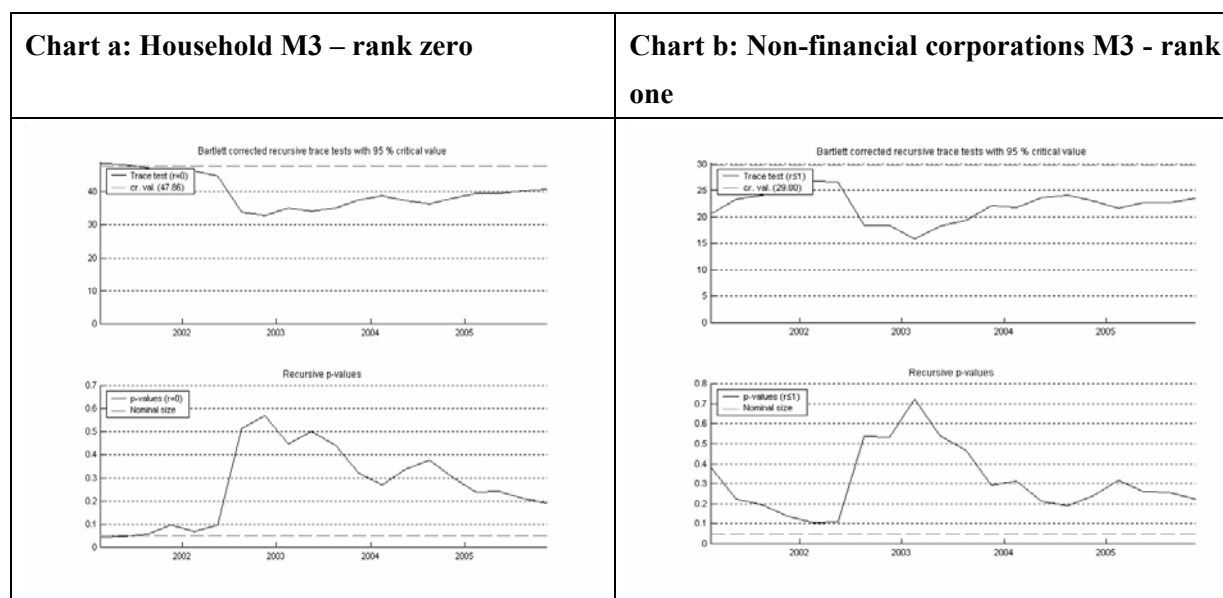 Chart a: Household M3 – rank zero
Chart b: Non-financial corporations M3 - rank
one
Bartlett corrected recursive trace tests with 95 % critical value
Trace test (r=0)
cr. val. (47.86)
40
30
20
10
0
2002 2003 2004 2005
Recursive p-values
0.7
p-values (r=0)
Nominal size
0.6
0.5
0.4
0.3
0.2
0.1
0
2002 2003 2004 2005
Bartlett corrected recursive trace tests with 95 % critical value
30
Trace test (r≤1)
cr. val. (29.80)
25
20
15
10
5
0
2002 2003 2004 2005
Recursive p-values
0.8
p-values (r≤1)
Nominal size
0.7
0.6
0.5
0.4
0.3
0.2
0.1
0
2002 2003 2004 2005